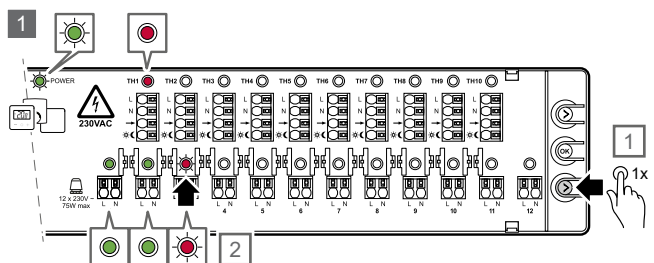 1
POWER
TH1 TH2 TH3 TH4 TH5 TH6 TH7 TH8 TH9 TH10
L L L L L L L L L L
N N N N N N N N N N
230VAC
OK
1
1x
12 x 230V ~
75W max
L N L N L N L N L N L N L N L N L N L N L N
4 5 6 7 8 9 10 11 12
2